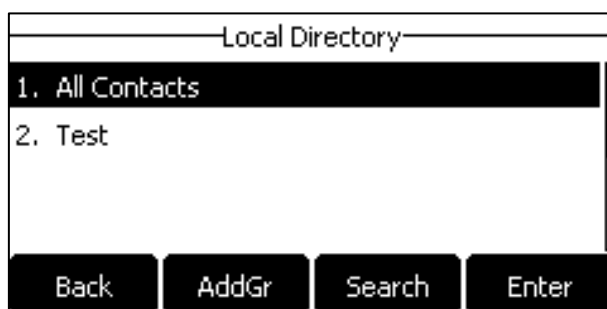 Local Directory
1. All Contacts
2. Test
Back AddGr Search Enter